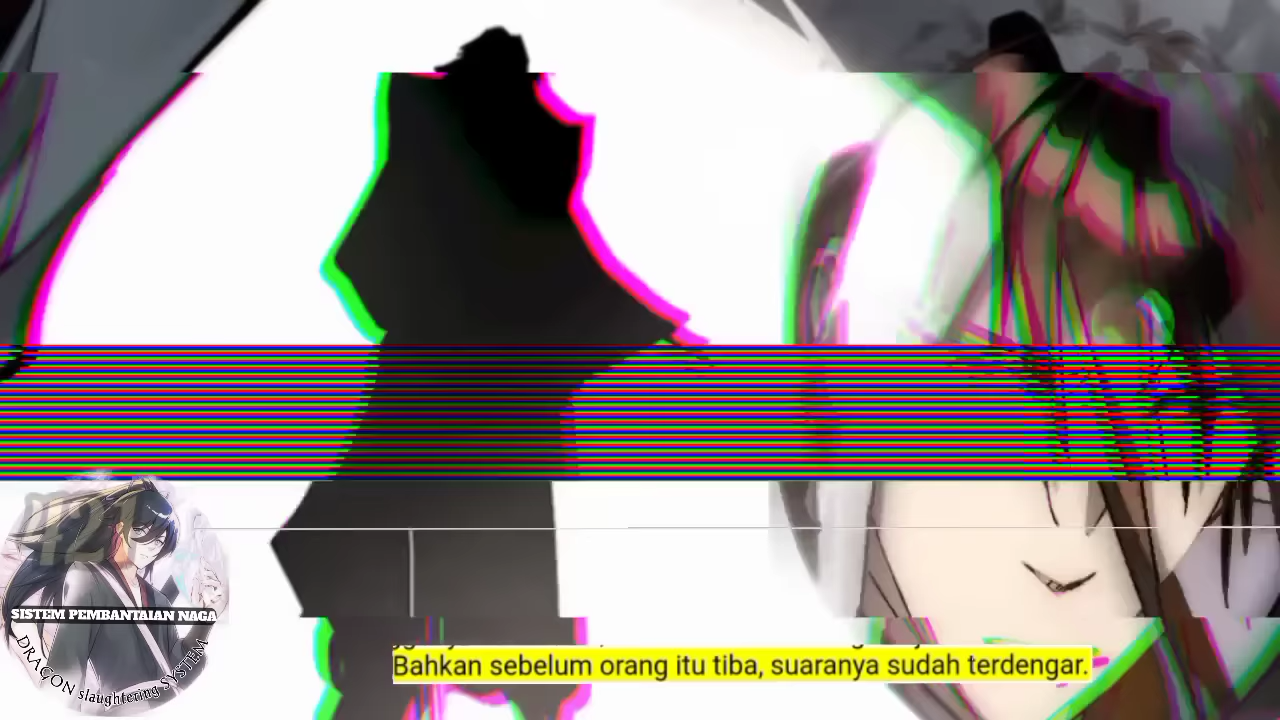 SISTEM PEMBANTAIAN NAGA
DRAGON slaughtering SYSTEM
Bahkan sebelum orang itu tiba, suaranya sudah terdengar.